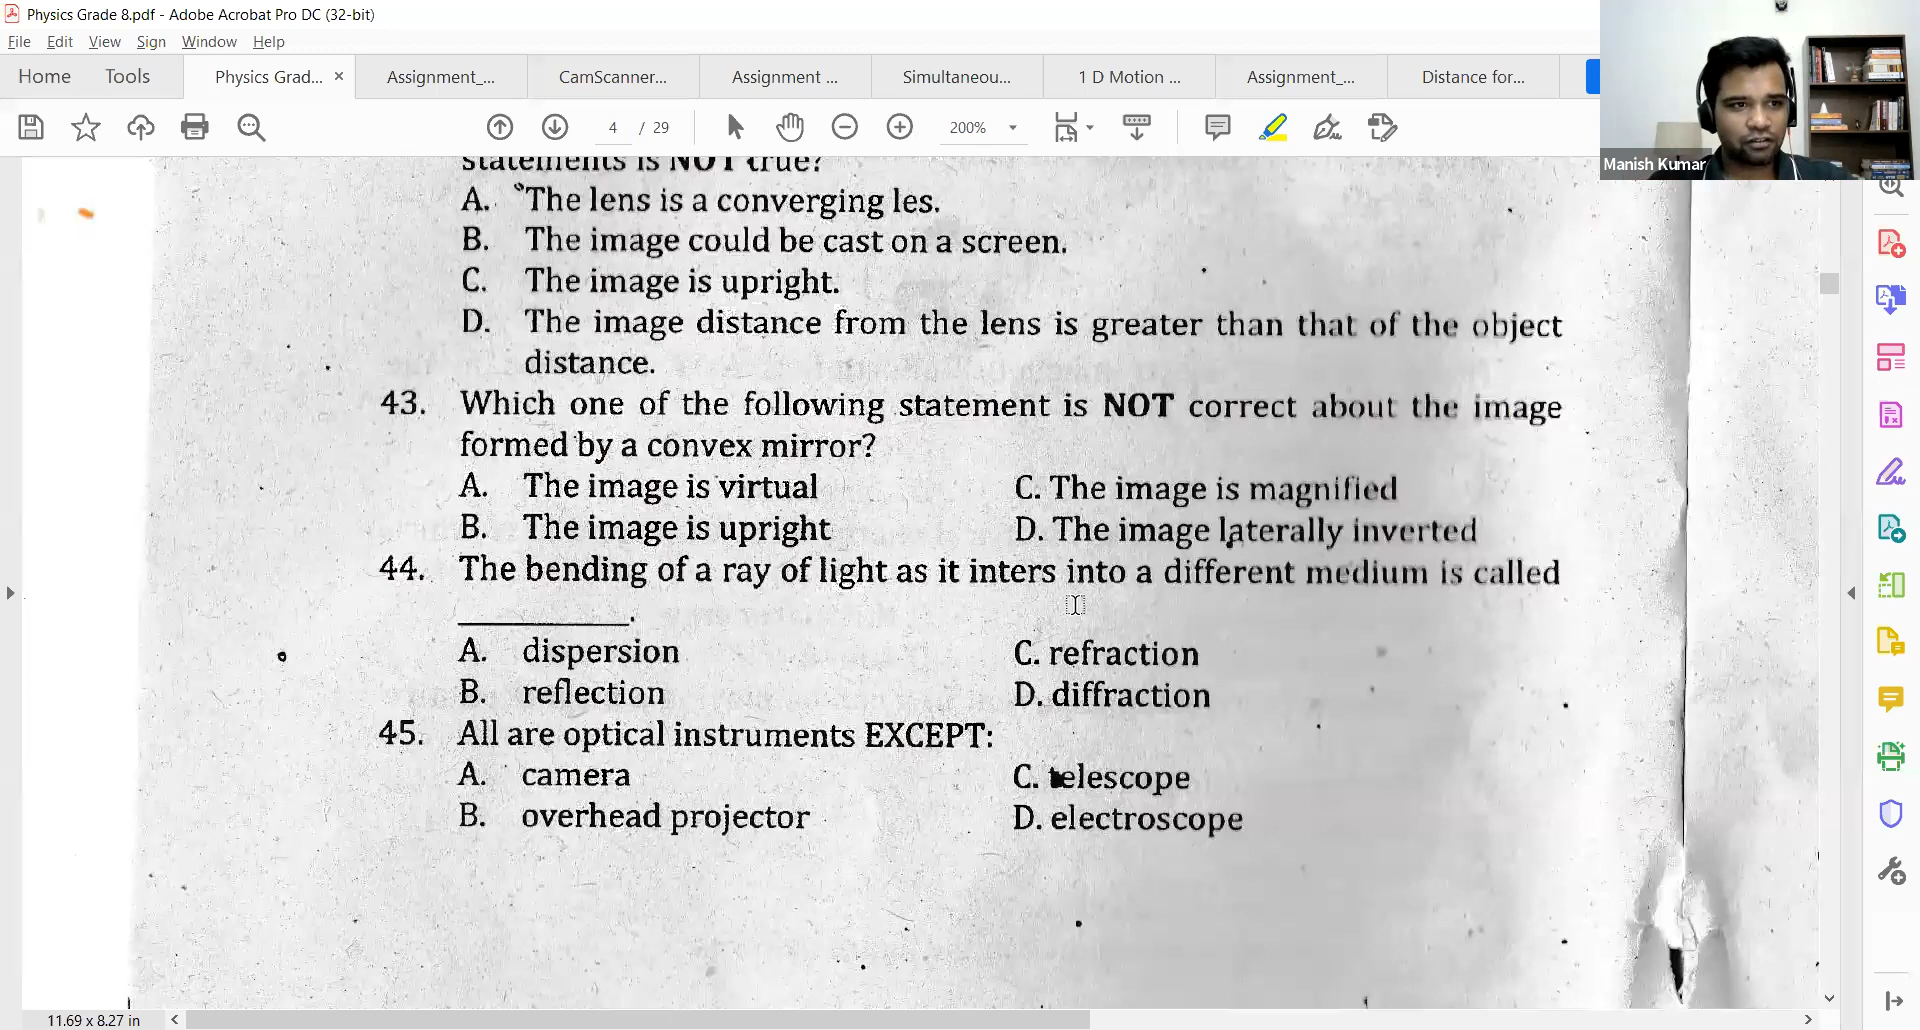 Physics Grade 8.pdf - Adobe Acrobat Pro DC (32-bit)
File Edit View Sign Window Help
Home Tools Physics Grad... × Assignment_... CamScanner... Assignment ... Simultaneou... 1 D Motion ... Assignment_... Distance for...
4 / 29 200%
Manish Kumar
statements is NOT true?
A. The lens is a converging les.
B. The image could be cast on a screen.
C. The image is upright.
D. The image distance from the lens is greater than that of the object
distance.
43. Which one of the following statement is NOT correct about the image
formed by a convex mirror?
A. The image is virtual C. The image is magnified
B. The image is upright D. The image laterally inverted
44. The bending of a ray of light as it inters into a different medium is called
____________.
A. dispersion C. refraction
B. reflection D. diffraction
45. All are optical instruments EXCEPT:
A. camera C. telescope
B. overhead projector D. electroscope
11.69 x 8.27 in